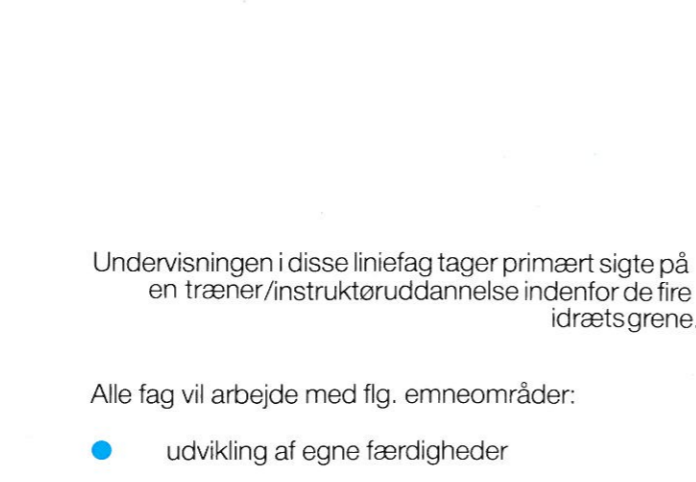 Undervisningen i disse liniefag tager primært sigte på
en træner/instruktøruddannelse indenfor de fire
idrætsgrene.
Alle fag vil arbejde med flg. emneområder:
udvikling af egne færdigheder